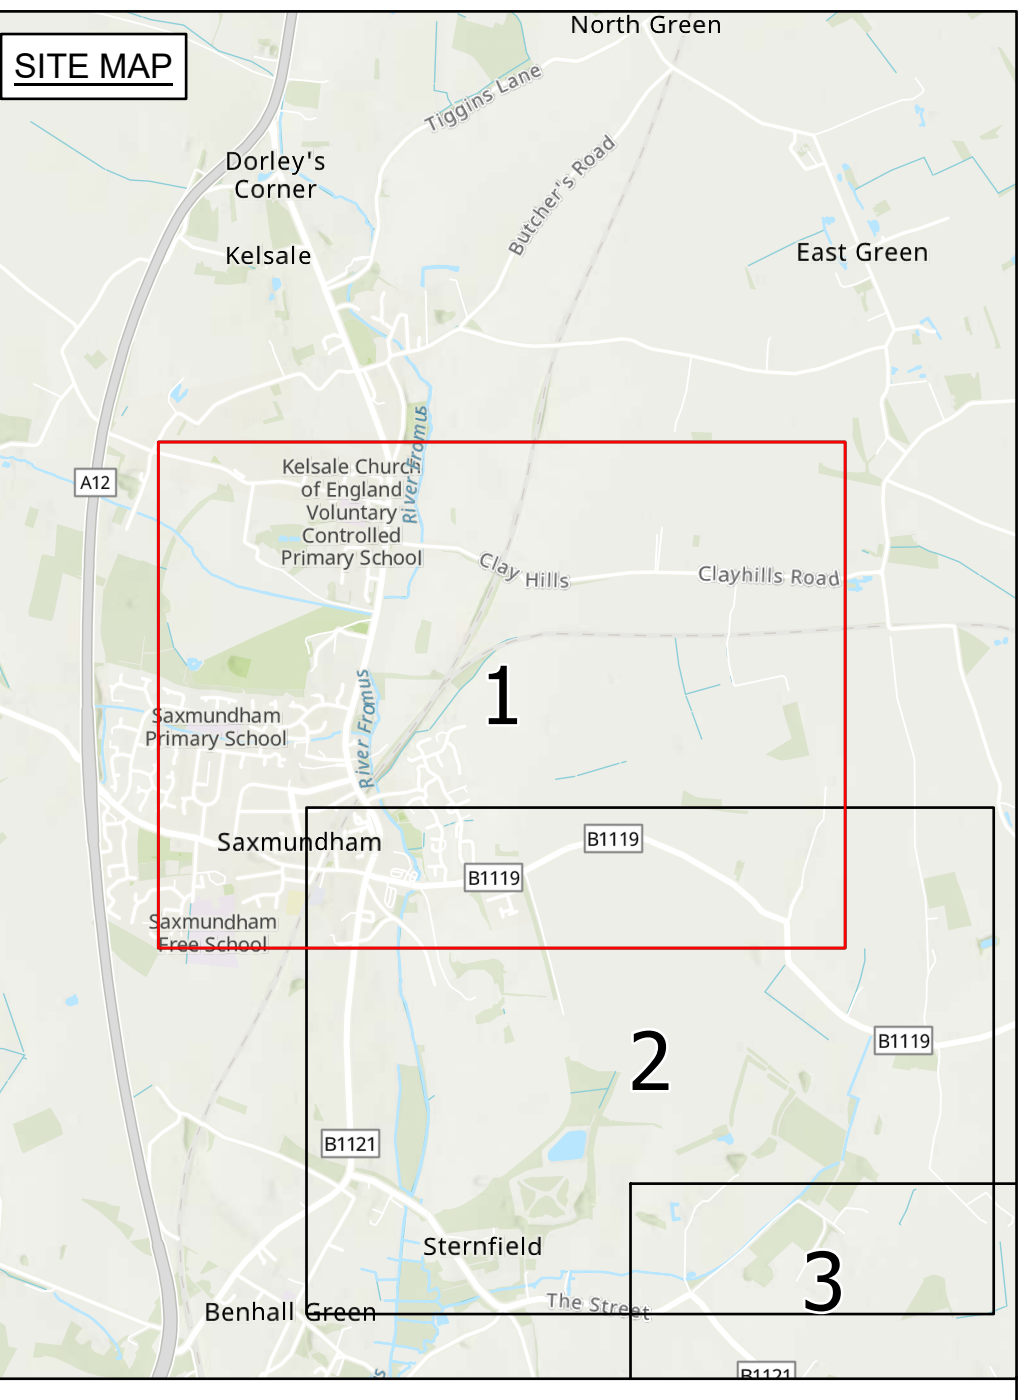 North Green
SITE MAP
Tiggins Lane
Dorley's
Corner
Butcher's Road
Kelsale
East Green
River Fromus
Kelsale Church
of England
Voluntary
Controlled
Primary School
A12
Clay Hills
Clayhills Road
1
River Fromus
Saxmundham
Primary School
Saxmundham
B1119
B1119
Saxmundham
Free School
B1119
2
B1121
Sternfield
3
The Street
Benhall Green
B1121